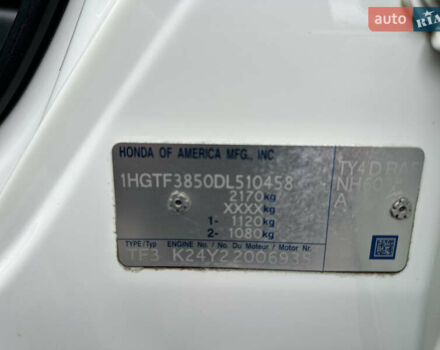 auto RIA
HONDA OF AMERICA MFG., INC
1HGTF3850DL510458
2170 kg
XXXX kg
1- 1120 kg
2- 1080 kg
A
TYPE/Typ ENGINE No./No. Du Moteur / Motor Nr.
TF3 K24Y2 2006935